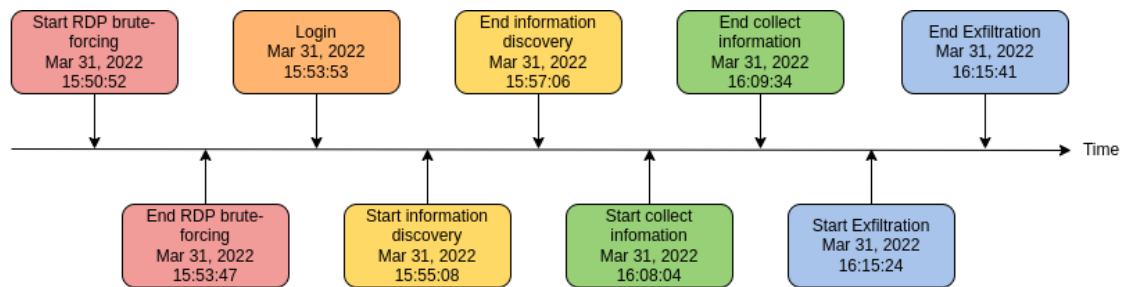 Start RDP brute-
forcing
Mar 31, 2022
15:50:52
Login
Mar 31, 2022
15:53:53
End information
discovery
Mar 31, 2022
15:57:06
End collect
information
Mar 31, 2022
16:09:34
End Exfiltration
Mar 31, 2022
16:15:41
Time
End RDP brute-
forcing
Mar 31, 2022
15:53:47
Start information
discovery
Mar 31, 2022
15:55:08
Start collect
infomation
Mar 31, 2022
16:08:04
Start Exfiltration
Mar 31, 2022
16:15:24